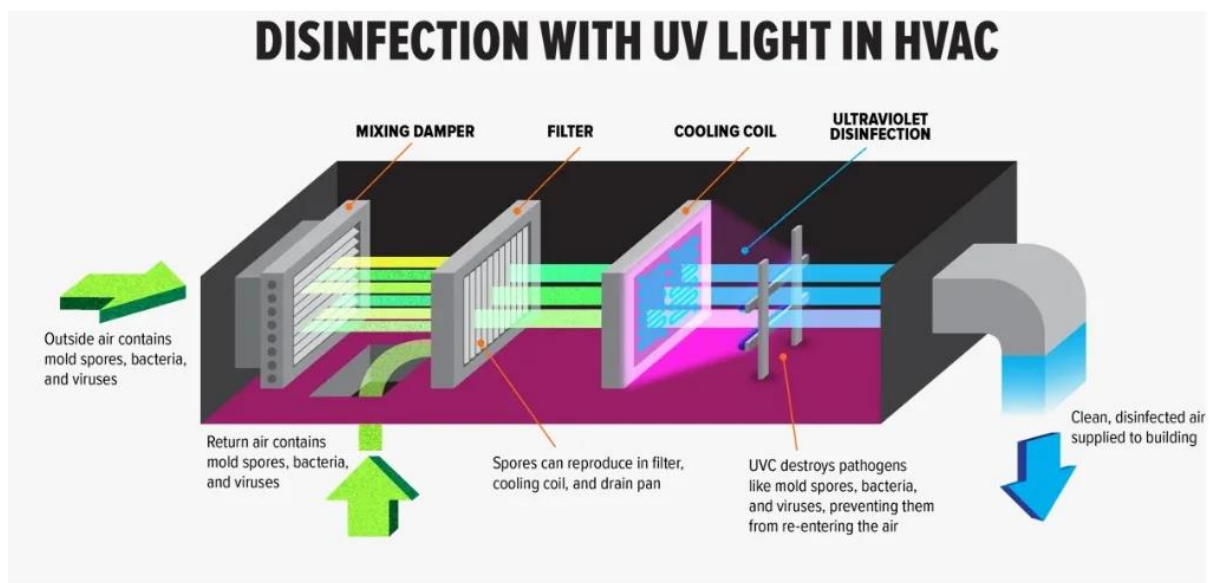 DISINFECTION WITH UV LIGHT IN HVAC
MIXING DAMPER
FILTER
COOLING COIL
ULTRAVIOLET
DISINFECTION
Outside air contains
mold spores, bacteria,
and viruses
Return air contains
mold spores, bacteria,
and viruses
Spores can reproduce in filter,
cooling coil, and drain pan
UVC destroys pathogens
like mold spores, bacteria,
and viruses, preventing them
from re-entering the air
Clean, disinfected air
supplied to building